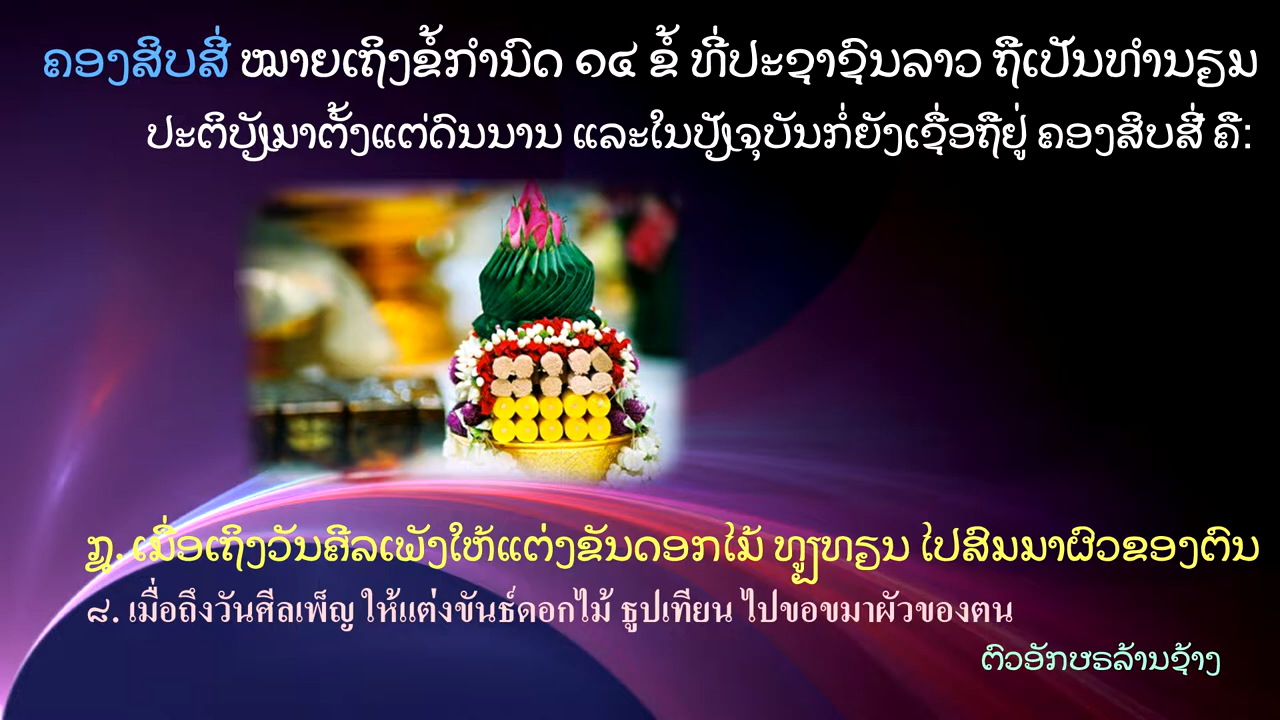 ຄອງສິບສີ່ ໝາຍເຖິງຂໍ້ກຳນົດ ໑໔ ຂໍ້ ທີ່ປະຊາຊົນລາວ ຖືເປັນທຳນຽມ
ປະຕິບັງມາຕັ້ງແຕ່ດົນນານ ແລະໃນປັຈຈຸບັນກໍ່ຍັງເຊື່ອຖືຢູ່ ຄອງສິບສີ່ ຄື:
໘. ເມື່ອເຖິງວັນສີລເພັງໃຫ້ແຕ່ງຂັນດອກໄມ້ ທູຽທຽນ ໄປສົມມາຜົວຂອງຕົນ
๘. เมื่อถึงวันศีลเพ็ญ ให้แต่งขันธ์ดอกไม้ ธูปเทียน ไปขอขมาผัวของตน
ຕົວອັກຩຣລ້ານຊ້າງ